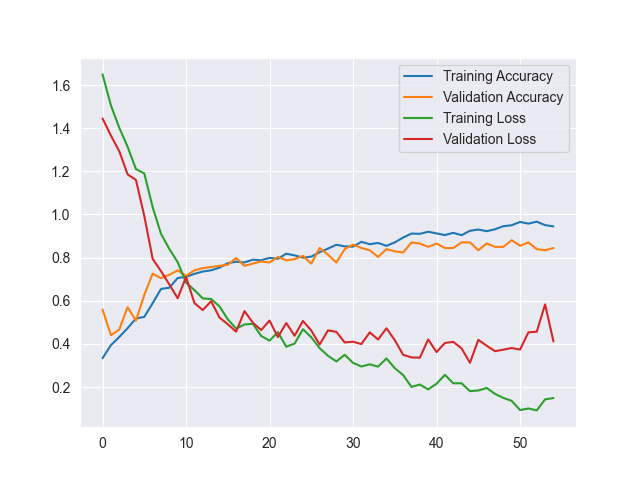 Training Accuracy
Validation Accuracy
Training Loss
Validation Loss
1.6
1.4
1.2
1.0
0.8
0.6
0.4
0.2
0 10 20 30 40 50